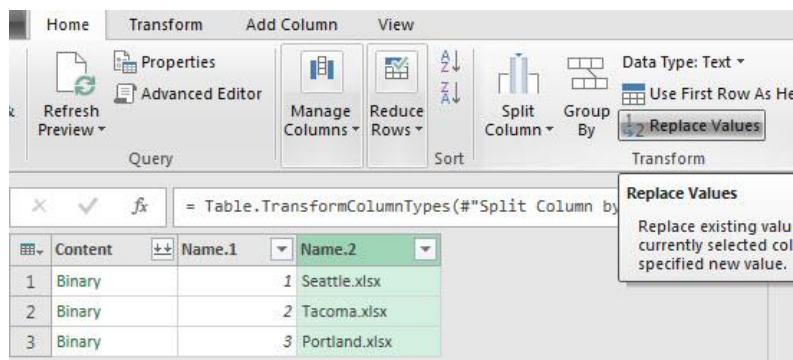 Home Transform Add Column View
Properties
Advanced Editor
Refresh
Preview
Query
Manage
Columns
Reduce
Rows
Sort
Split
Column
Group
By
Data Type: Text
Use First Row As He
Replace Values
Transform
fx = Table.TransformColumnTypes(#"Split Column by
Replace Values
Replace existing valu
currently selected col
specified new value.
Content Name.1 Name.2
1 Binary 1 Seattle.xlsx
2 Binary 2 Tacoma.xlsx
3 Binary 3 Portland.xlsx